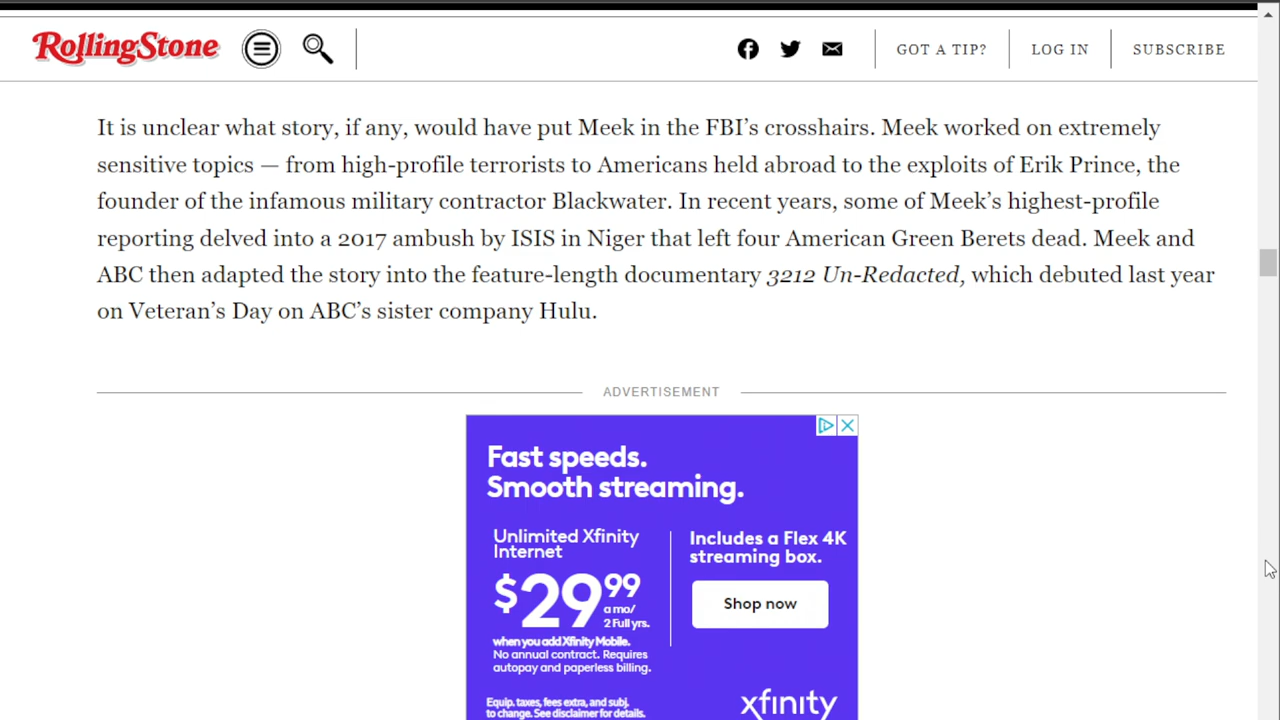 RollingStone
GOT A TIP?
LOG IN
SUBSCRIBE
It is unclear what story, if any, would have put Meek in the FBI’s crosshairs. Meek worked on extremely
sensitive topics — from high-profile terrorists to Americans held abroad to the exploits of Erik Prince, the
founder of the infamous military contractor Blackwater. In recent years, some of Meek’s highest-profile
reporting delved into a 2017 ambush by ISIS in Niger that left four American Green Berets dead. Meek and
ABC then adapted the story into the feature-length documentary 3212 Un-Redacted, which debuted last year
on Veteran’s Day on ABC’s sister company Hulu.
ADVERTISEMENT
Fast speeds.
Smooth streaming.
Unlimited Xfinity
Internet
$29.99
a mo/
2 Full yrs.
when you add Xfinity Mobile.
No annual contract. Requires
autopay and paperless billing.
Equip. taxes, fees extra, and subj.
to change. See disclaimer for details.
Includes a Flex 4K
streaming box.
Shop now
xfinity